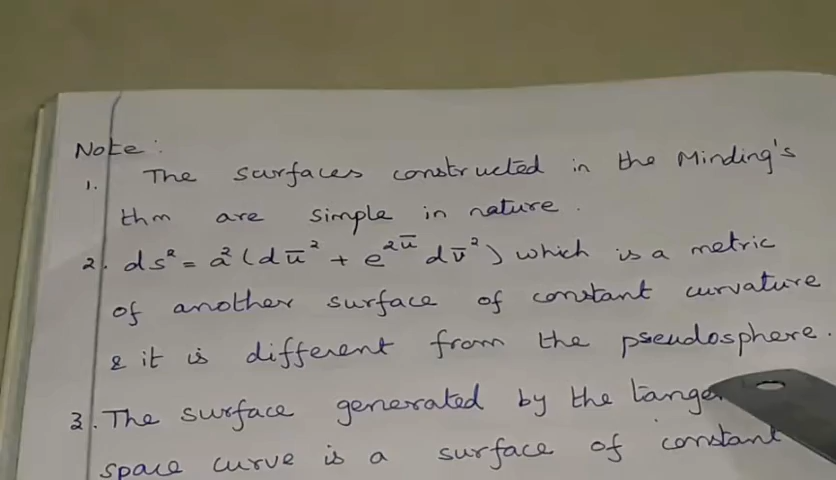 Note :
1. The surfaces constructed in the Minding's
thm are simple in nature.
2. ds² = a²(dū² + e^{2ū} dv̄²) which is a metric
of another surface of constant curvature
& it is different from the pseudosphere.
3. The surface generated by the
space curve is a surface of constant